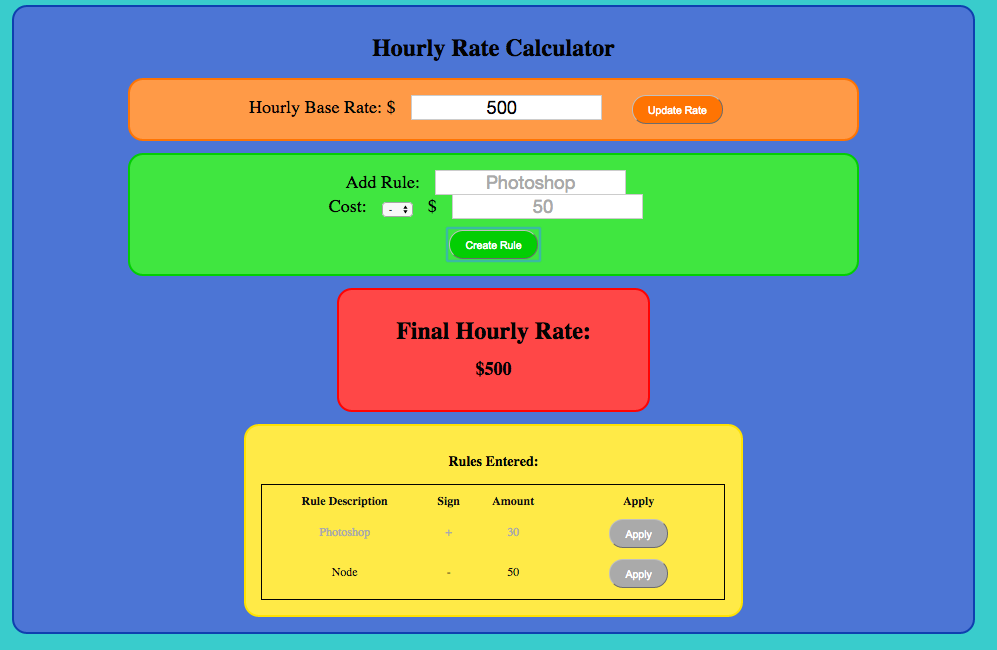 Hourly Rate Calculator
Hourly Base Rate: $ 500 Update Rate
Add Rule: Photoshop
Cost: - $ 50
Create Rule
Final Hourly Rate:
$500
Rules Entered:
Rule Description Sign Amount Apply
Photoshop + 30 Apply
Node - 50 Apply